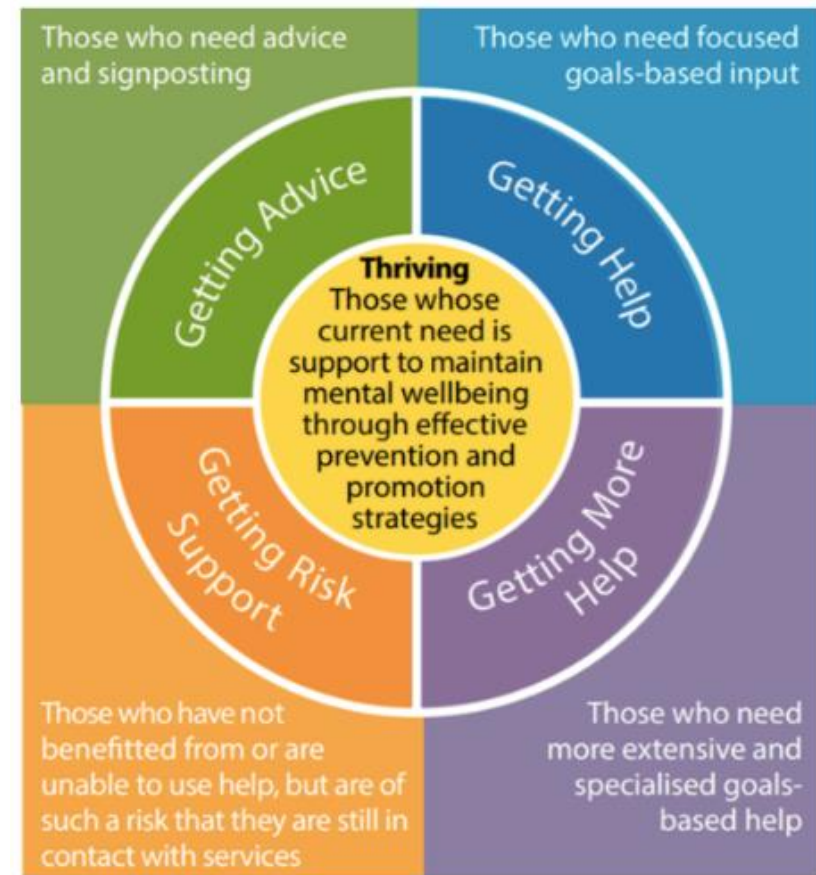 Those who need advice
and signposting
Those who need focused
goals-based input
Getting Advice
Getting Help
Thriving
Those whose
current need is
support to maintain
mental wellbeing
through effective
prevention and
promotion
strategies
Getting Risk
Support
Getting More
Help
Those who have not
benefitted from or are
unable to use help, but are of
such a risk that they are still in
contact with services
Those who need
more extensive and
specialised goals-
based help